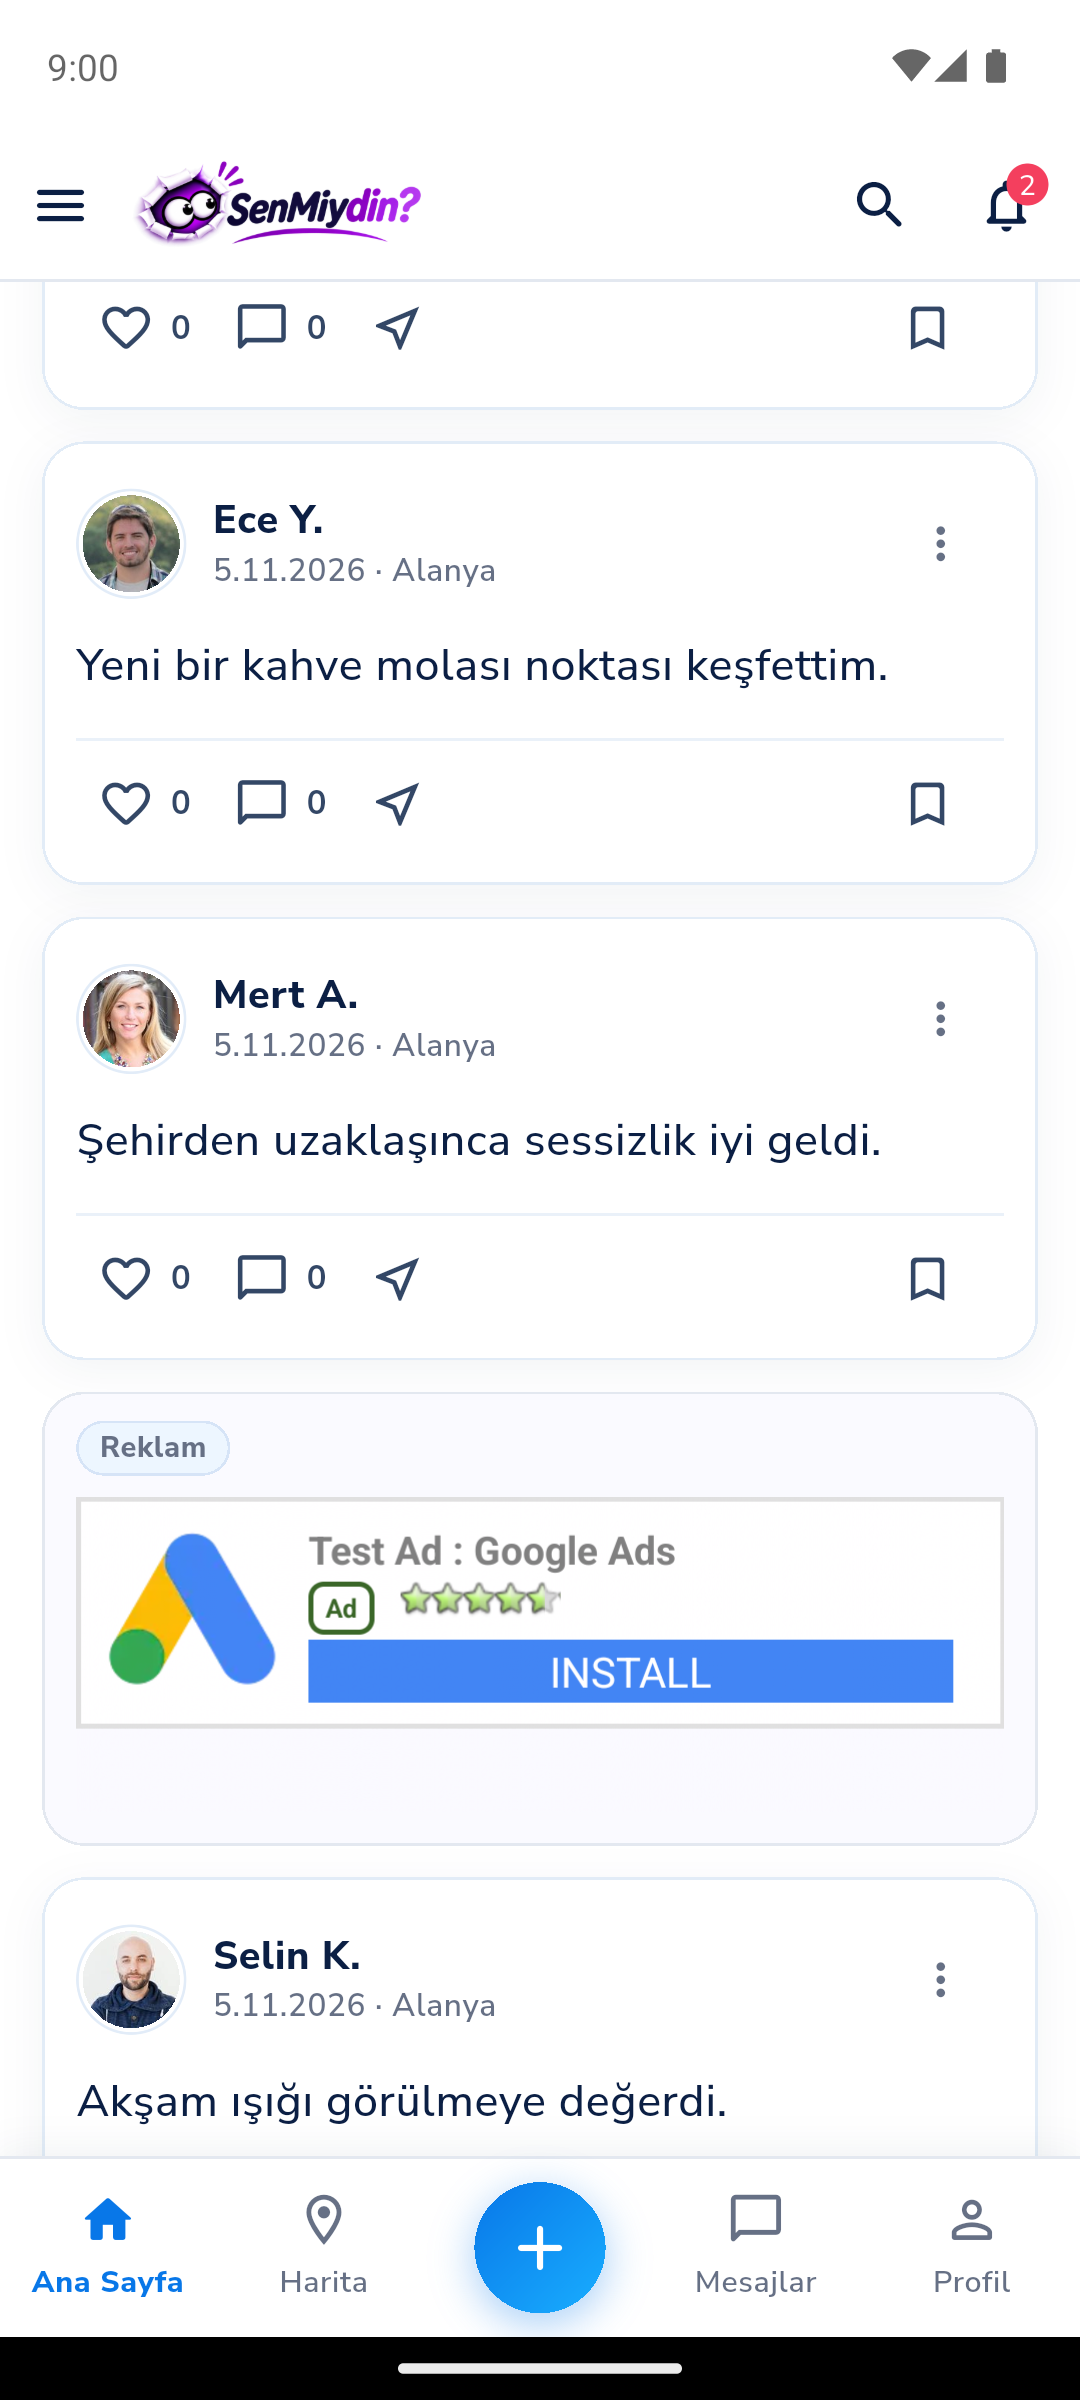 9:00
SenMiydin?
2
0 0
Ece Y.
5.11.2026 · Alanya
Yeni bir kahve molası noktası keşfettim.
0 0
Mert A.
5.11.2026 · Alanya
Şehirden uzaklaşınca sessizlik iyi geldi.
0 0
Reklam
Test Ad : Google Ads
Ad
INSTALL
Selin K.
5.11.2026 · Alanya
Akşam ışığı görülmeye değerdi.
Ana Sayfa Harita Mesajlar Profil